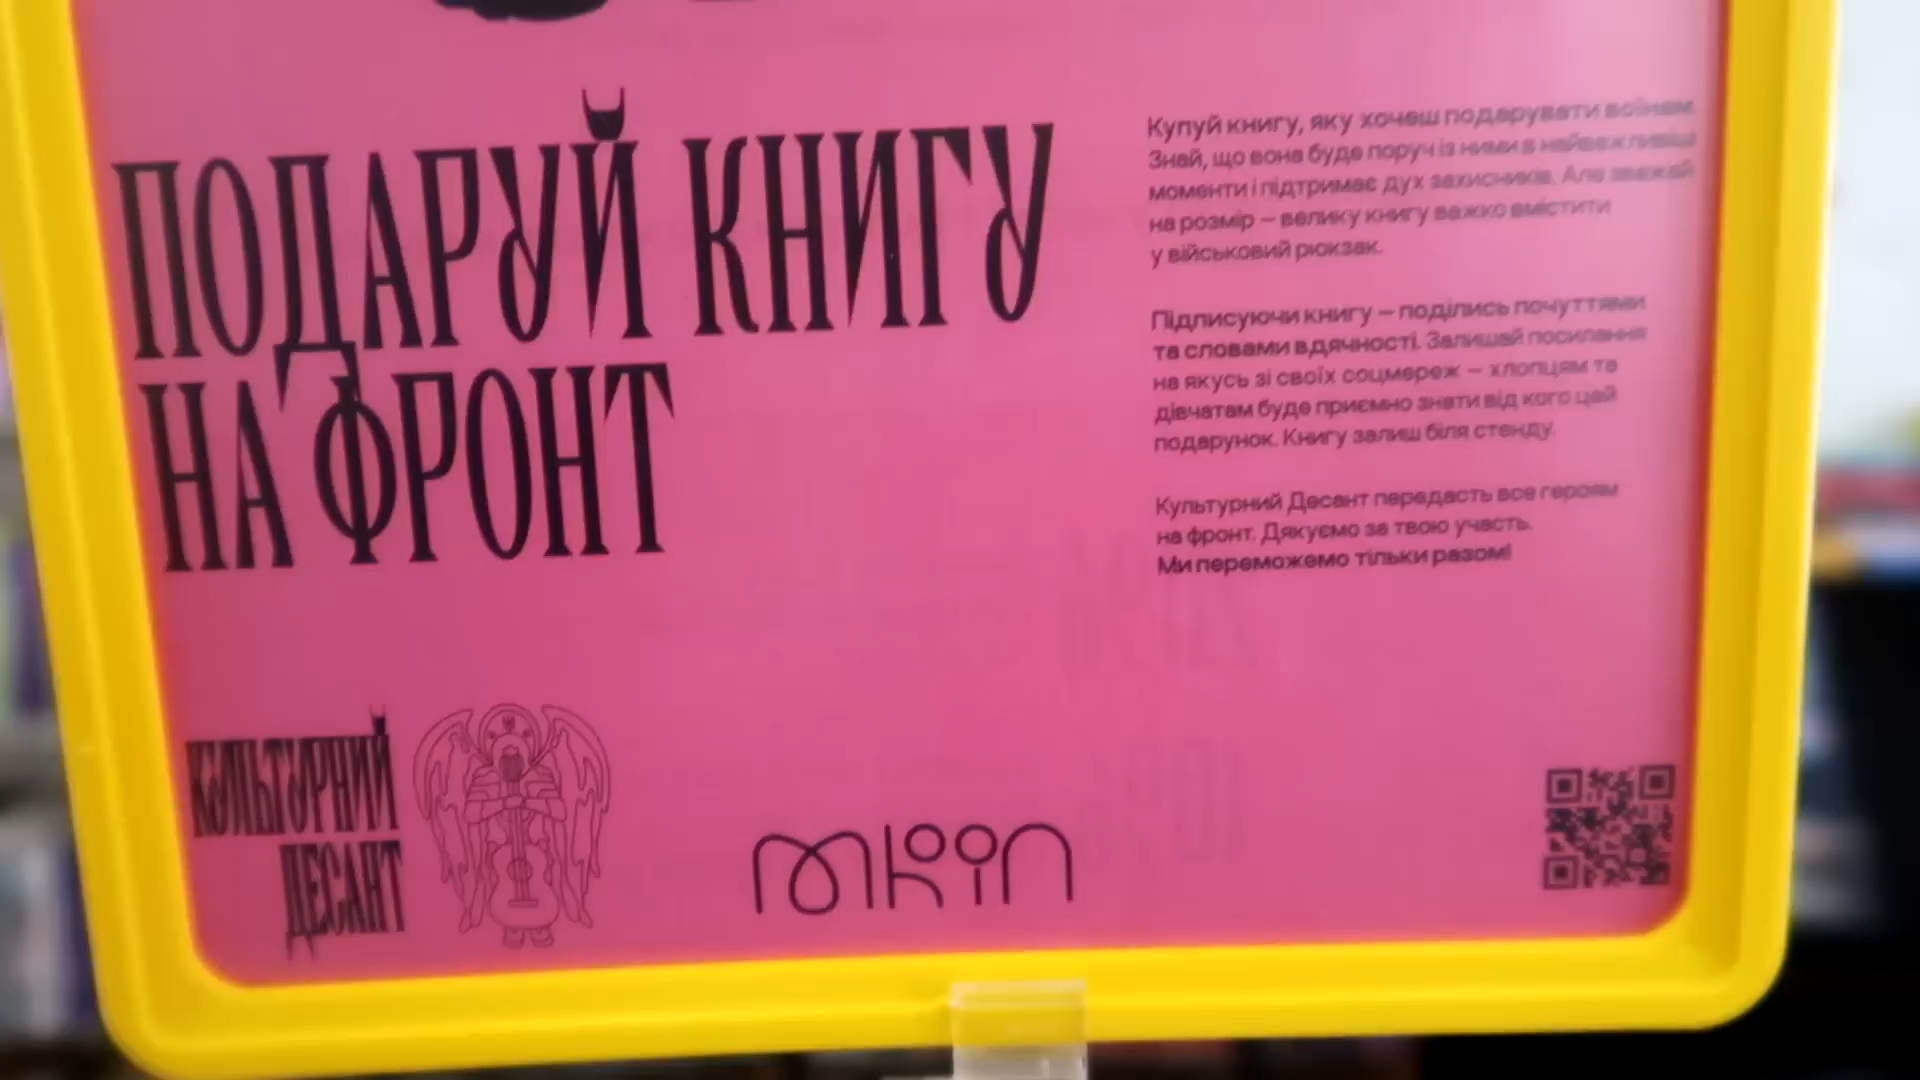 ПОДАРУЙ КНИГУ
НА ФРОНТ
Купуй книгу, яку хочеш подарувати воїнам.
Знай, що вона буде поруч із ними в найважливіші
моменти і підтримає дух захисників. Але зважай
на розмір — велику книгу важко вмістити
у військовий рюкзак.
Підписуючи книгу — поділись почуттями
та словами вдячності. Залишай посилання
на якусь зі своїх соцмереж — хлопцям та
дівчатам буде приємно знати від кого цей
подарунок. Книгу залиш біля стенду.
Культурний Десант передасть все героям
на фронт. Дякуємо за твою участь.
Ми переможемо тільки разом!
КУЛЬТУРНИЙ
ДЕСАНТ